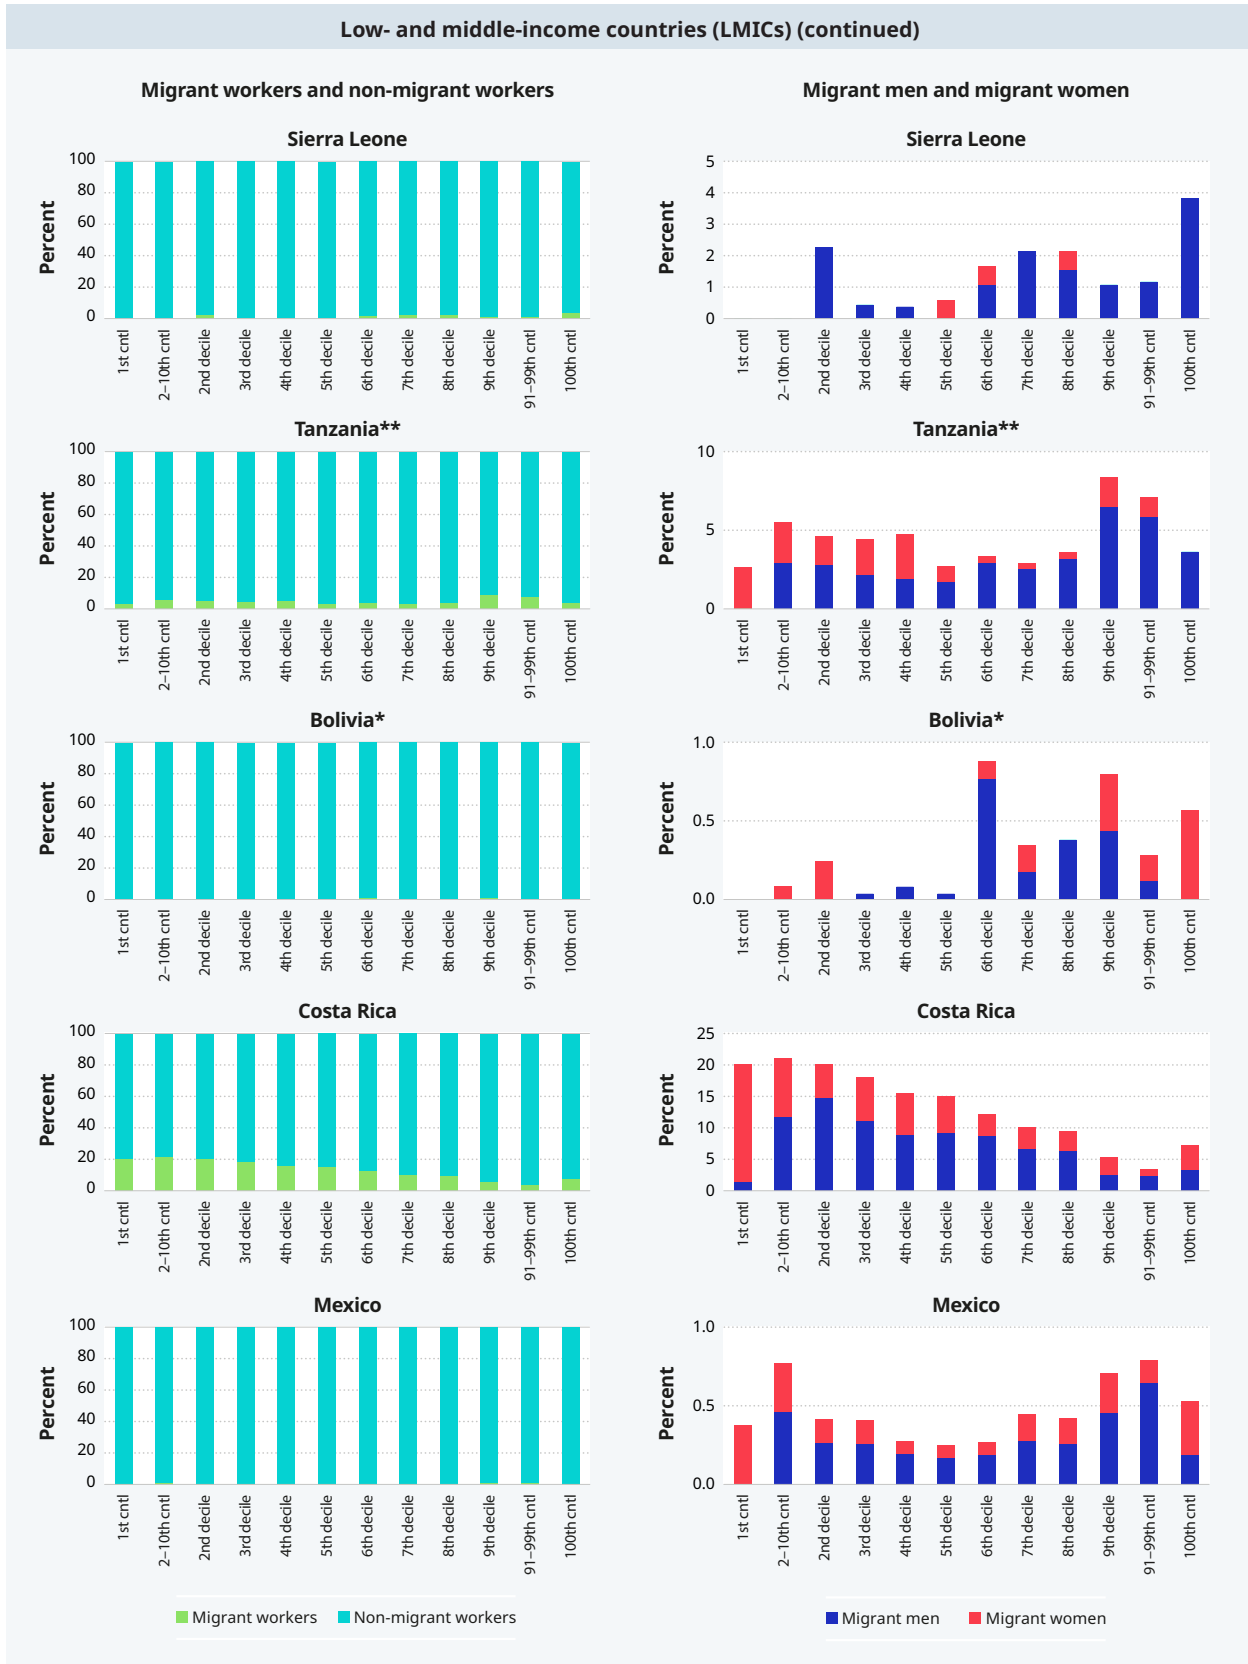 Low- and middle-income countries (LMICs) (continued)
Migrant workers and non-migrant workers
Migrant men and migrant women
Sierra Leone
Percent
100
80
60
40
20
0
1st cntl
2–10th cntl
2nd decile
3rd decile
4th decile
5th decile
6th decile
7th decile
8th decile
9th decile
91–99th cntl
100th cntl
Sierra Leone
Percent
5
4
3
2
1
0
1st cntl
2–10th cntl
2nd decile
3rd decile
4th decile
5th decile
6th decile
7th decile
8th decile
9th decile
91–99th cntl
100th cntl
Tanzania**
Percent
100
80
60
40
20
0
1st cntl
2–10th cntl
2nd decile
3rd decile
4th decile
5th decile
6th decile
7th decile
8th decile
9th decile
91–99th cntl
100th cntl
Tanzania**
Percent
10
5
0
1st cntl
2–10th cntl
2nd decile
3rd decile
4th decile
5th decile
6th decile
7th decile
8th decile
9th decile
91–99th cntl
100th cntl
Bolivia*
Percent
100
80
60
40
20
0
1st cntl
2–10th cntl
2nd decile
3rd decile
4th decile
5th decile
6th decile
7th decile
8th decile
9th decile
91–99th cntl
100th cntl
Bolivia*
Percent
1.0
0.5
0.0
1st cntl
2–10th cntl
2nd decile
3rd decile
4th decile
5th decile
6th decile
7th decile
8th decile
9th decile
91–99th cntl
100th cntl
Costa Rica
Percent
100
80
60
40
20
0
1st cntl
2–10th cntl
2nd decile
3rd decile
4th decile
5th decile
6th decile
7th decile
8th decile
9th decile
91–99th cntl
100th cntl
Costa Rica
Percent
25
20
15
10
5
0
1st cntl
2–10th cntl
2nd decile
3rd decile
4th decile
5th decile
6th decile
7th decile
8th decile
9th decile
91–99th cntl
100th cntl
Mexico
Percent
100
80
60
40
20
0
1st cntl
2–10th cntl
2nd decile
3rd decile
4th decile
5th decile
6th decile
7th decile
8th decile
9th decile
91–99th cntl
100th cntl
Mexico
Percent
1.0
0.5
0.0
1st cntl
2–10th cntl
2nd decile
3rd decile
4th decile
5th decile
6th decile
7th decile
8th decile
9th decile
91–99th cntl
100th cntl
Migrant workers
Non-migrant workers
Migrant men
Migrant women